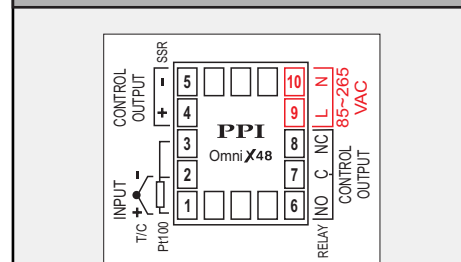 SSR
CONTROL
OUTPUT
-
+
5
4
3
2
1
INPUT
T/C
-
+
Pt100
PPI
Omni X48
10
9
8
7
6
N
L
85~265
VAC
NC
C
NO
CONTROL
OUTPUT
RELAY